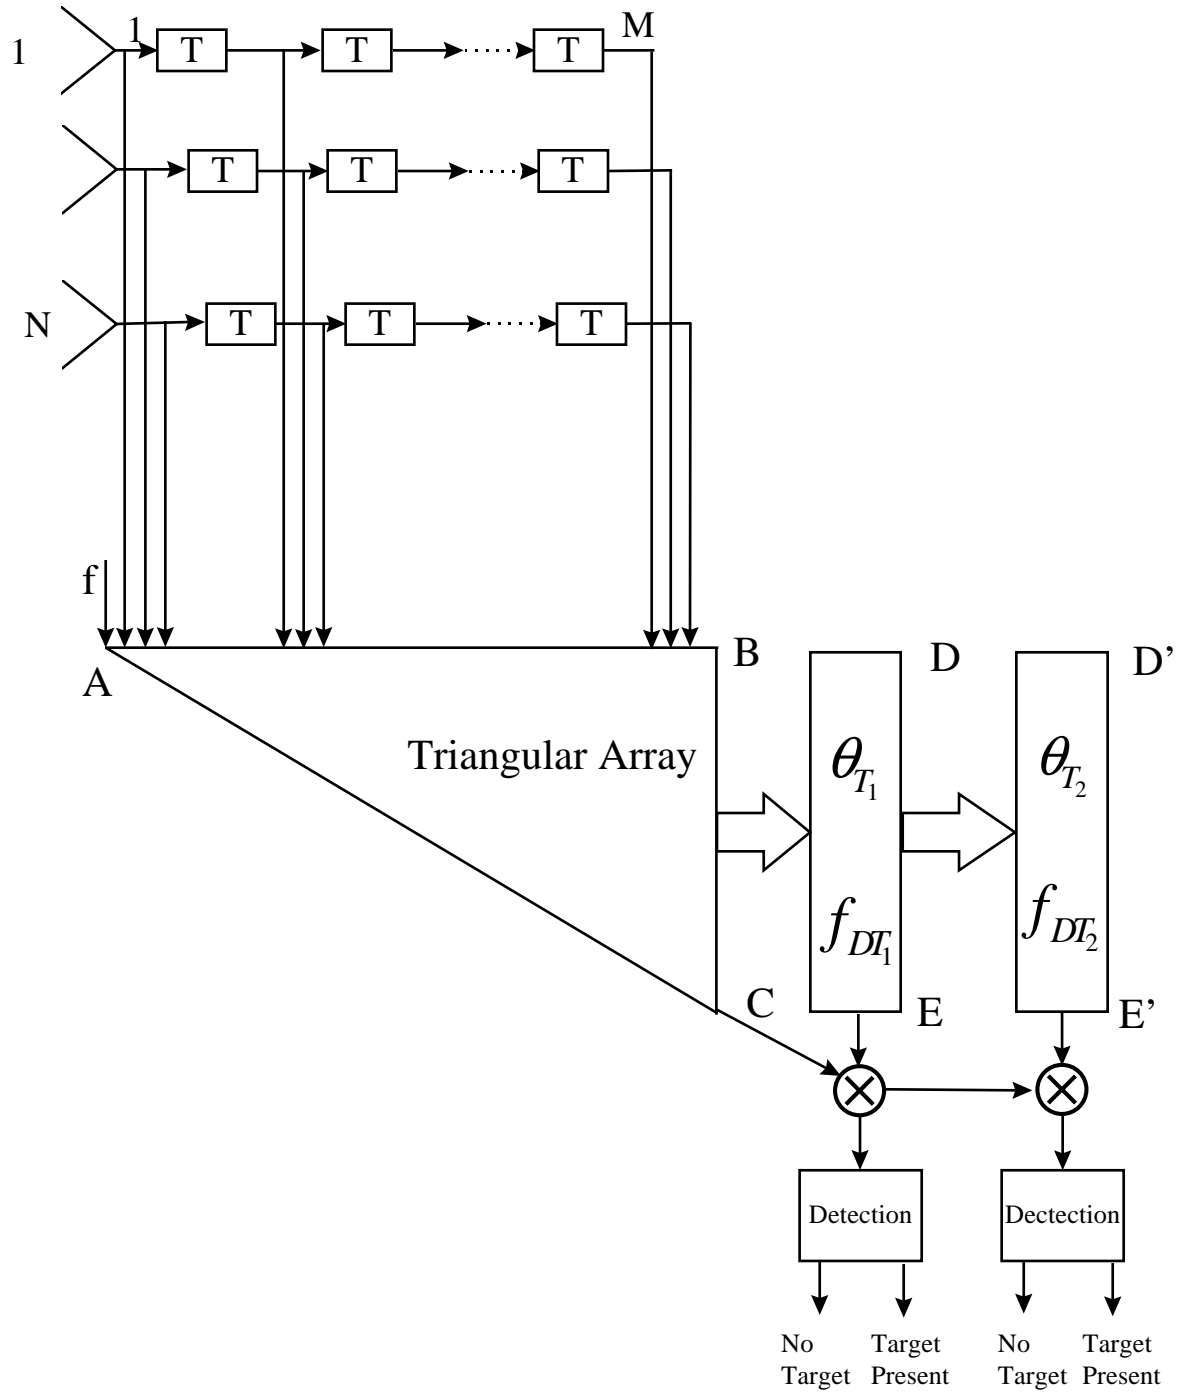 1
1
T
T
T
M
T
T
T
N
T
T
T
f
A
B
D
D’
Triangular Array
θT₁
θT₂
fDT₁
fDT₂
C
E
E’
Detection
Dectection
No
Target
Target
Present
No
Target
Target
Present